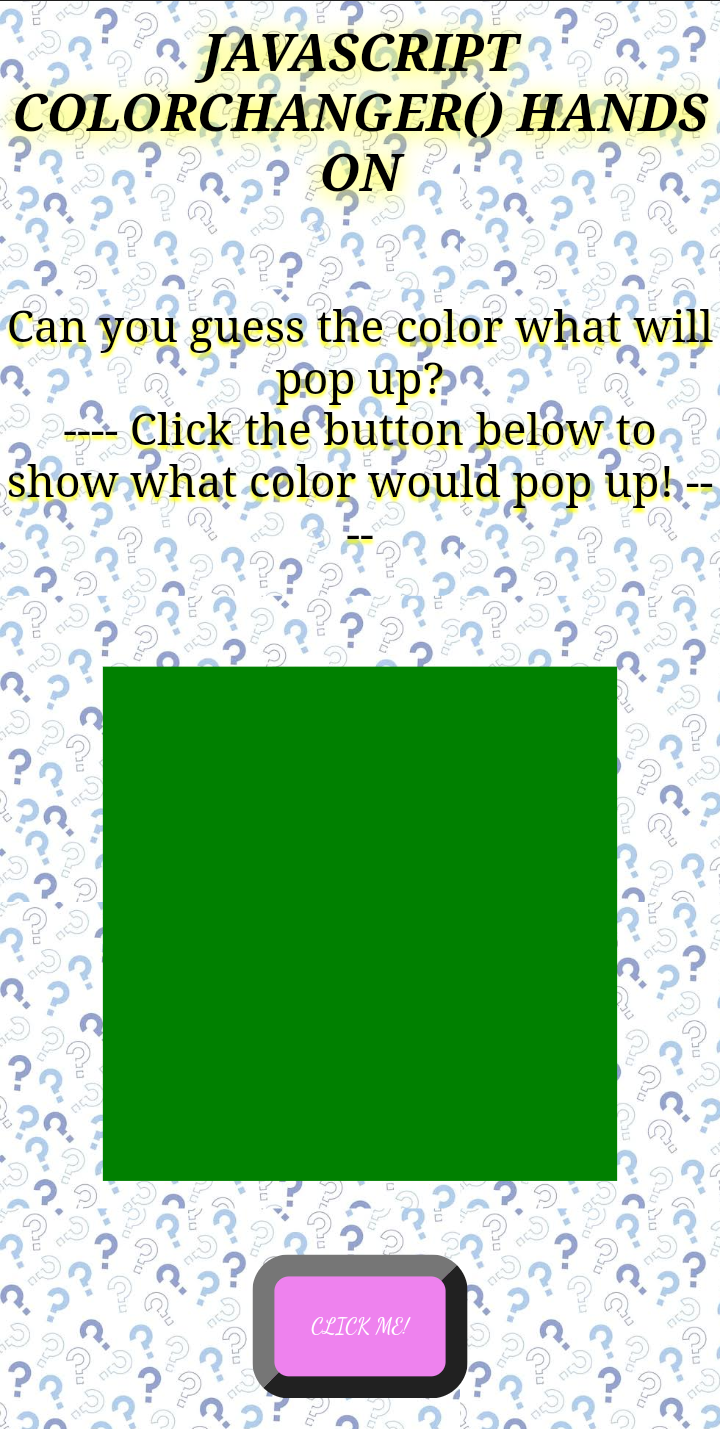 JAVASCRIPT
COLORCHANGER() HANDS
ON
Can you guess the color what will
pop up?
---- Click the button below to
show what color would pop up! --
--
CLICK ME!